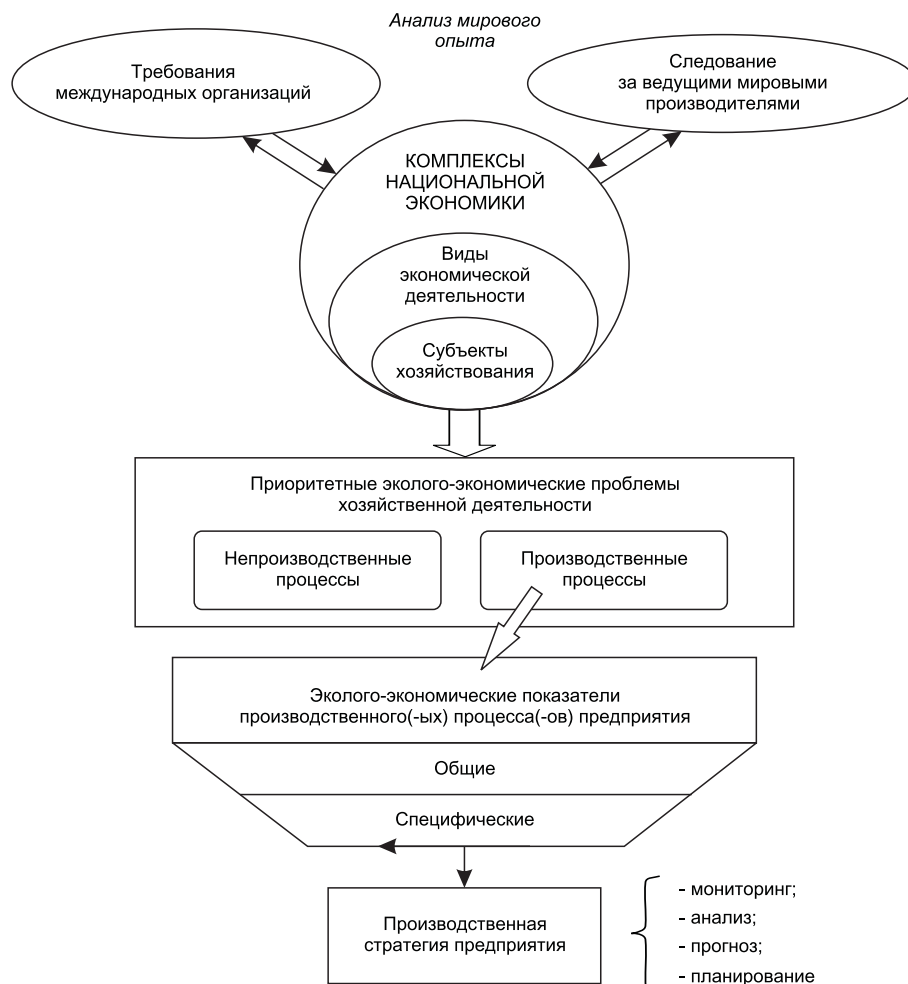 Анализ мирового
опыта
Требования
международных организаций
Следование
за ведущими мировыми
производителями
КОМПЛЕКСЫ
НАЦИОНАЛЬНОЙ
ЭКОНОМИКИ
Виды
экономической
деятельности
Субъекты
хозяйствования
Приоритетные эколого-экономические проблемы
хозяйственной деятельности
Непроизводственные
процессы
Производственные
процессы
Эколого-экономические показатели
производственного(-ых) процесса(-ов) предприятия
Общие
Специфические
Производственная
стратегия предприятия
- мониторинг;
- анализ;
- прогноз;
- планирование